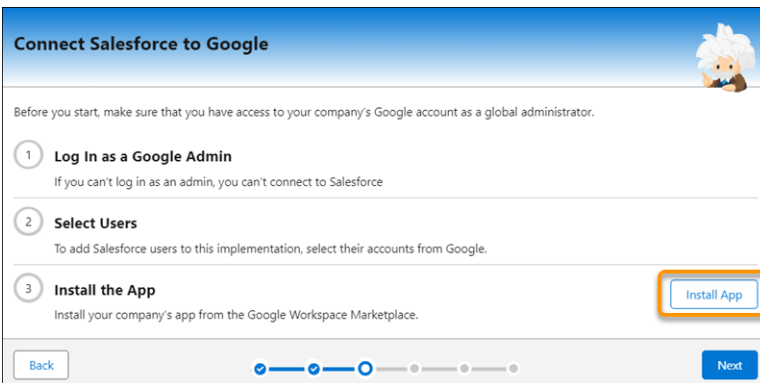 Connect Salesforce to Google
Before you start, make sure that you have access to your company's Google account as a global administrator.
1
Log In as a Google Admin
If you can't log in as an admin, you can't connect to Salesforce
2
Select Users
To add Salesforce users to this implementation, select their accounts from Google.
3
Install the App
Install App
Install your company's app from the Google Workspace Marketplace.
Back
Next